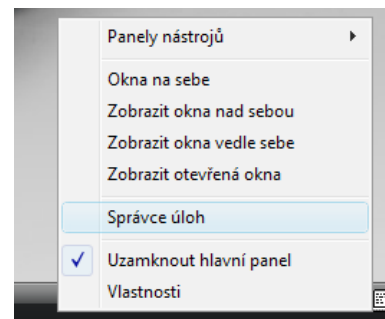 Panely nástrojů
Okna na sebe
Zobrazit okna nad sebou
Zobrazit okna vedle sebe
Zobrazit otevřená okna
Správce úloh
Uzamknout hlavní panel
Vlastnosti